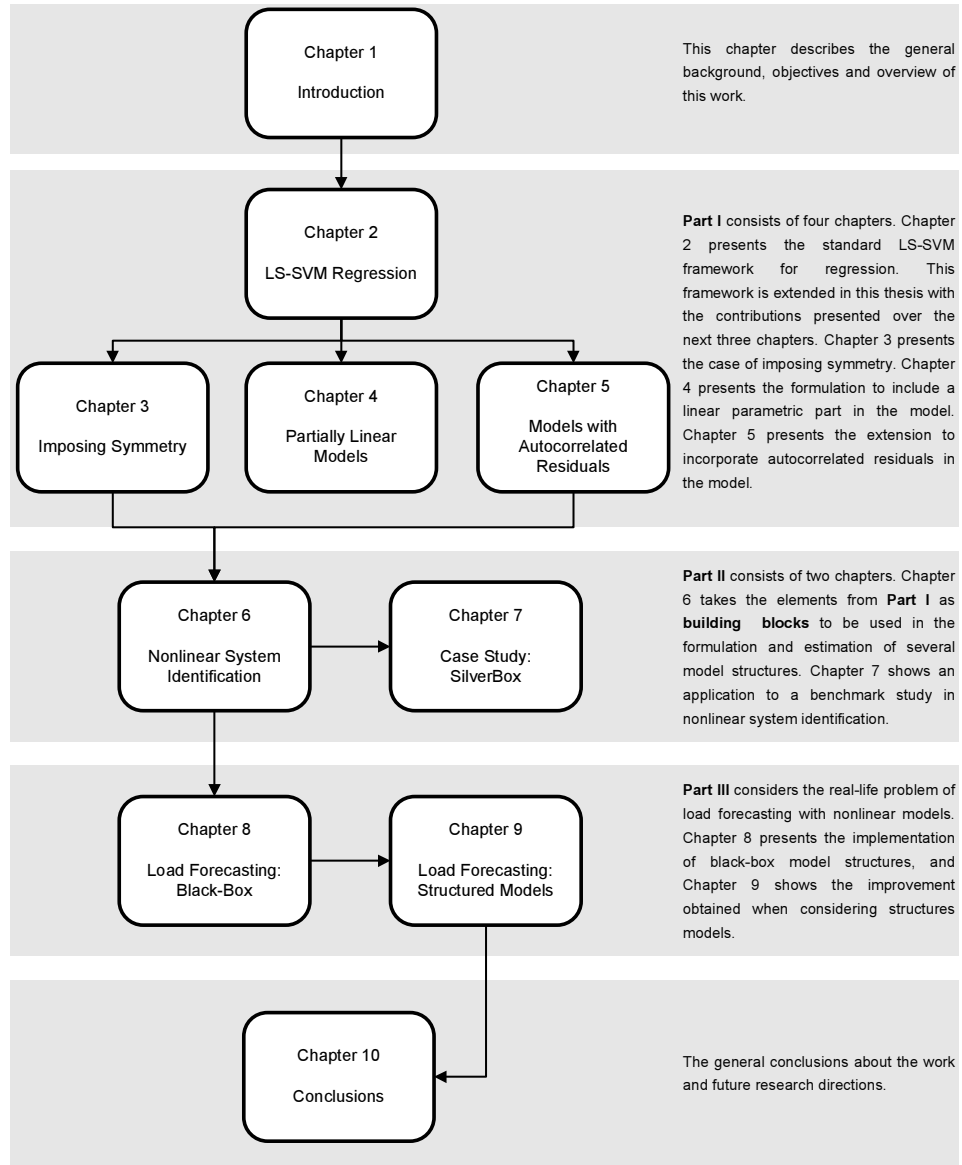 Chapter 1
Introduction
This chapter describes the general
background, objectives and overview of
this work.
Chapter 2
LS-SVM Regression
Part I consists of four chapters. Chapter
2 presents the standard LS-SVM
framework for regression. This
framework is extended in this thesis with
the contributions presented over the
next three chapters. Chapter 3 presents
the case of imposing symmetry. Chapter
4 presents the formulation to include a
linear parametric part in the model.
Chapter 5 presents the extension to
incorporate autocorrelated residuals in
the model.
Chapter 3
Imposing Symmetry
Chapter 4
Partially Linear
Models
Chapter 5
Models with
Autocorrelated
Residuals
Chapter 6
Nonlinear System
Identification
Chapter 7
Case Study:
SilverBox
Part II consists of two chapters. Chapter
6 takes the elements from Part I as
building blocks to be used in the
formulation and estimation of several
model structures. Chapter 7 shows an
application to a benchmark study in
nonlinear system identification.
Chapter 8
Load Forecasting:
Black-Box
Chapter 9
Load Forecasting:
Structured Models
Part III considers the real-life problem of
load forecasting with nonlinear models.
Chapter 8 presents the implementation
of black-box model structures, and
Chapter 9 shows the improvement
obtained when considering structures
models.
Chapter 10
Conclusions
The general conclusions about the work
and future research directions.